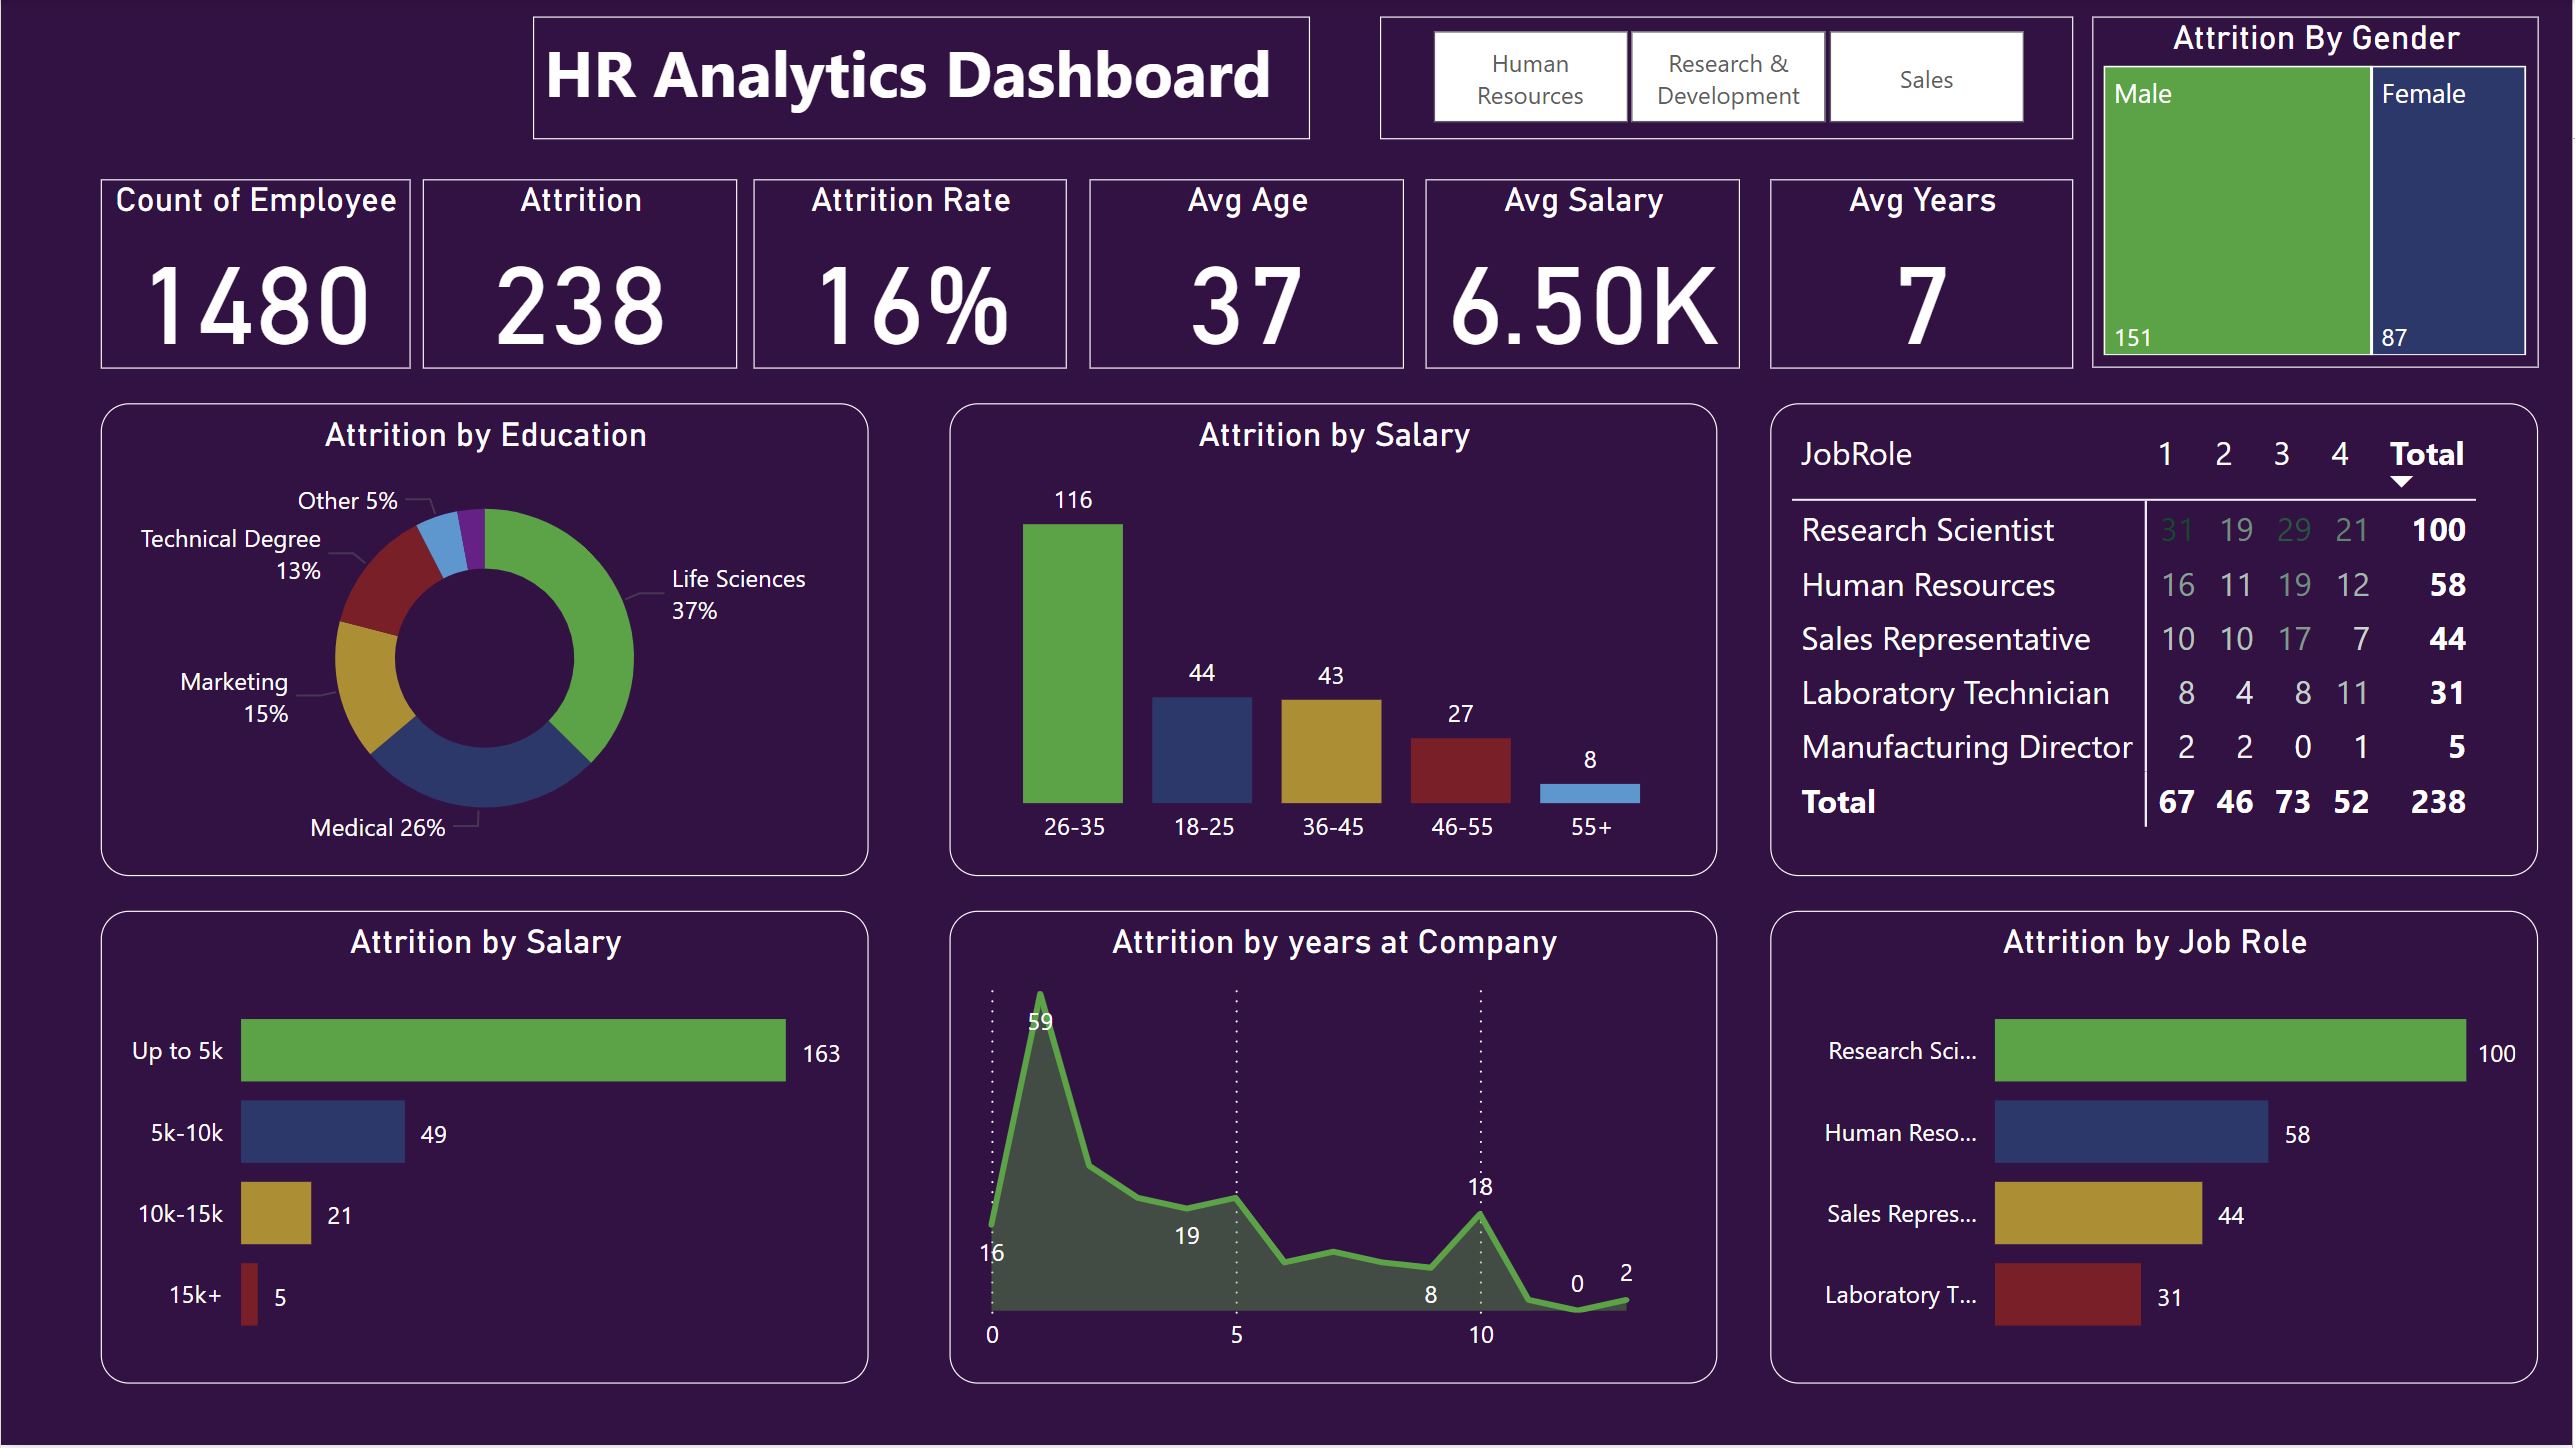 HR Analytics Dashboard
Human
Resources
Research &
Development
Sales
Attrition By Gender
Male
Female
151
87
Count of Employee
1480
Attrition
238
Attrition Rate
16%
Avg Age
37
Avg Salary
6.50K
Avg Years
7
Attrition by Education
Other 5%
Technical Degree
13%
Life Sciences
37%
Marketing
15%
Medical 26%
Attrition by Salary
116
44
43
27
8
26-35 18-25 36-45 46-55 55+
JobRole 1 2 3 4 Total
Research Scientist 31 19 29 21 100
Human Resources 16 11 19 12 58
Sales Representative 10 10 17 7 44
Laboratory Technician 8 4 8 11 31
Manufacturing Director 2 2 0 1 5
Total 67 46 73 52 238
Attrition by Salary
Up to 5k 163
5k-10k 49
10k-15k 21
15k+ 5
Attrition by years at Company
59
18
19
16
8
0
2
0 5 10
Attrition by Job Role
Research Sci... 100
Human Reso... 58
Sales Repres... 44
Laboratory T... 31